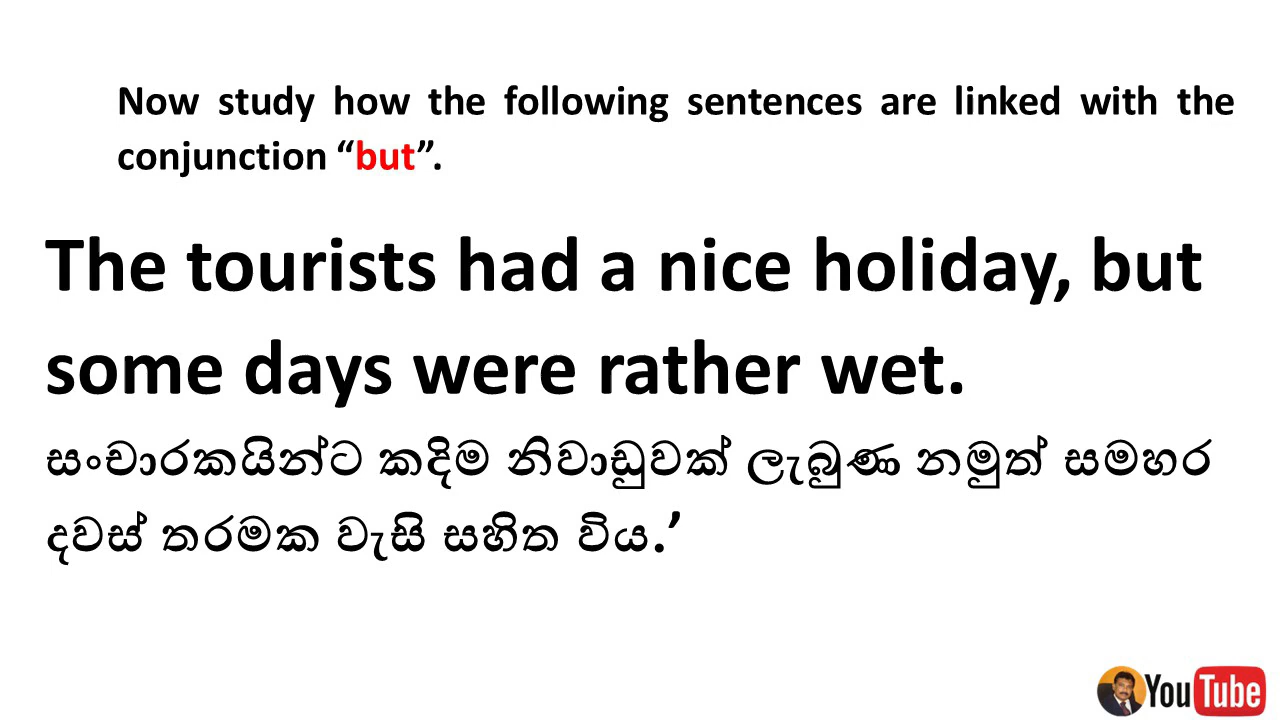 Now study how the following sentences are linked with the
conjunction “but”.
The tourists had a nice holiday, but
some days were rather wet.
සංචාරකයින්ට කදිම නිවාඩුවක් ලැබුණ නමුත් සමහර
දවස් තරමක වැසි සහිත විය.’
YouTube